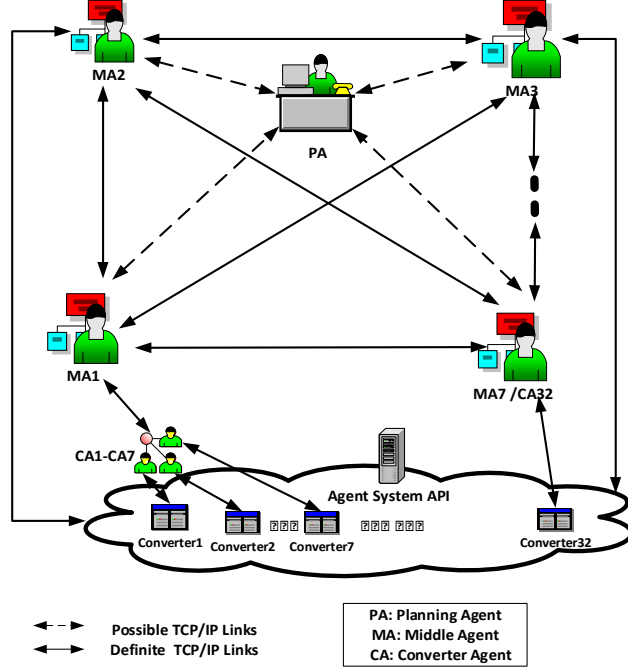 MA2
MA3
PA
MA1
MA7 /CA32
CA1-CA7
Agent System API
Converter1
Converter2
Converter7
Converter32
Possible TCP/IP Links
Definite TCP/IP Links
PA: Planning Agent
MA: Middle Agent
CA: Converter Agent